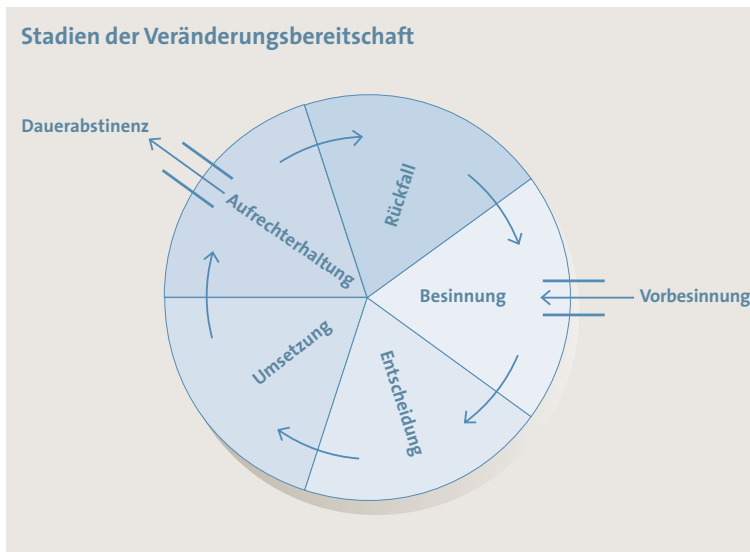 Stadien der Veränderungsbereitschaft
Dauerabstinenz
Rückfall
Aufrechterhaltung
Besinnung
Vorbesinnung
Umsetzung
Entscheidung